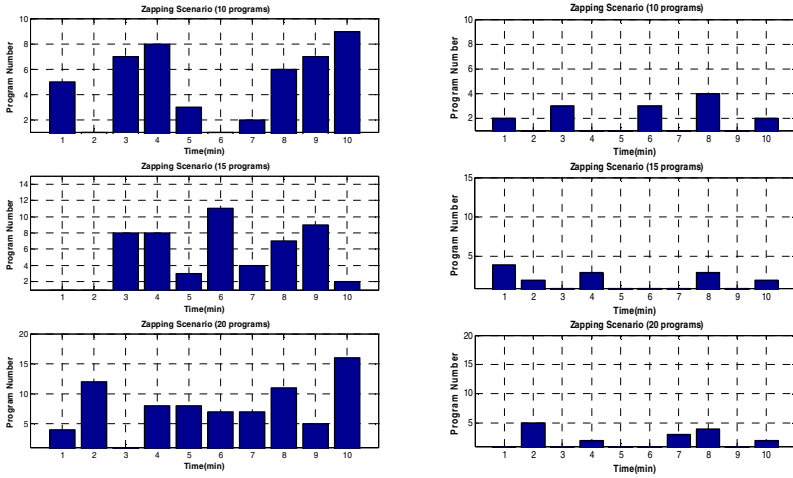 Zapping Scenario (10 programs)
10
8
6
4
2
Program Number
1 2 3 4 5 6 7 8 9 10
Time(min)
Zapping Scenario (15 programs)
14
12
10
8
6
4
2
Program Number
1 2 3 4 5 6 7 8 9 10
Time(min)
Zapping Scenario (20 programs)
20
15
10
5
Program Number
1 2 3 4 5 6 7 8 9 10
Time(min)
Zapping Scenario (10 programs)
10
8
6
4
2
Program Number
1 2 3 4 5 6 7 8 9 10
Time(min)
Zapping Scenario (15 programs)
15
10
5
Program Number
1 2 3 4 5 6 7 8 9 10
Time(min)
Zapping Scenario (20 programs)
20
15
10
5
Program Number
1 2 3 4 5 6 7 8 9 10
Time(min)